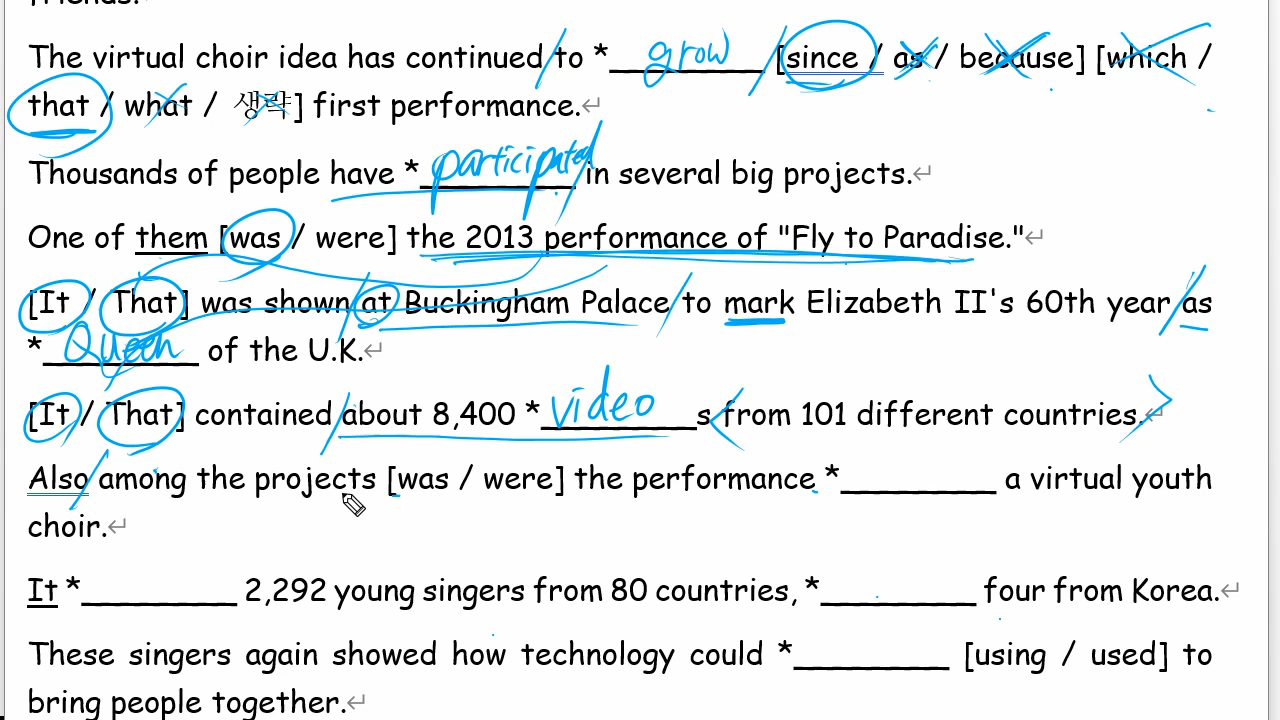 friends.
The virtual choir idea has continued to * grow [since / as / because] [which /
that / what / 생략] first performance.
Thousands of people have * participated in several big projects.
One of them [was / were] the 2013 performance of "Fly to Paradise."
[It / That] was shown at Buckingham Palace to mark Elizabeth II's 60th year as
* Queen of the U.K.
[It / That] contained about 8,400 * videos from 101 different countries.
Also among the projects [was / were] the performance *_________ a virtual youth
choir.
It *_________ 2,292 young singers from 80 countries, *_________ four from Korea.
These singers again showed how technology could *_________ [using / used] to
bring people together.